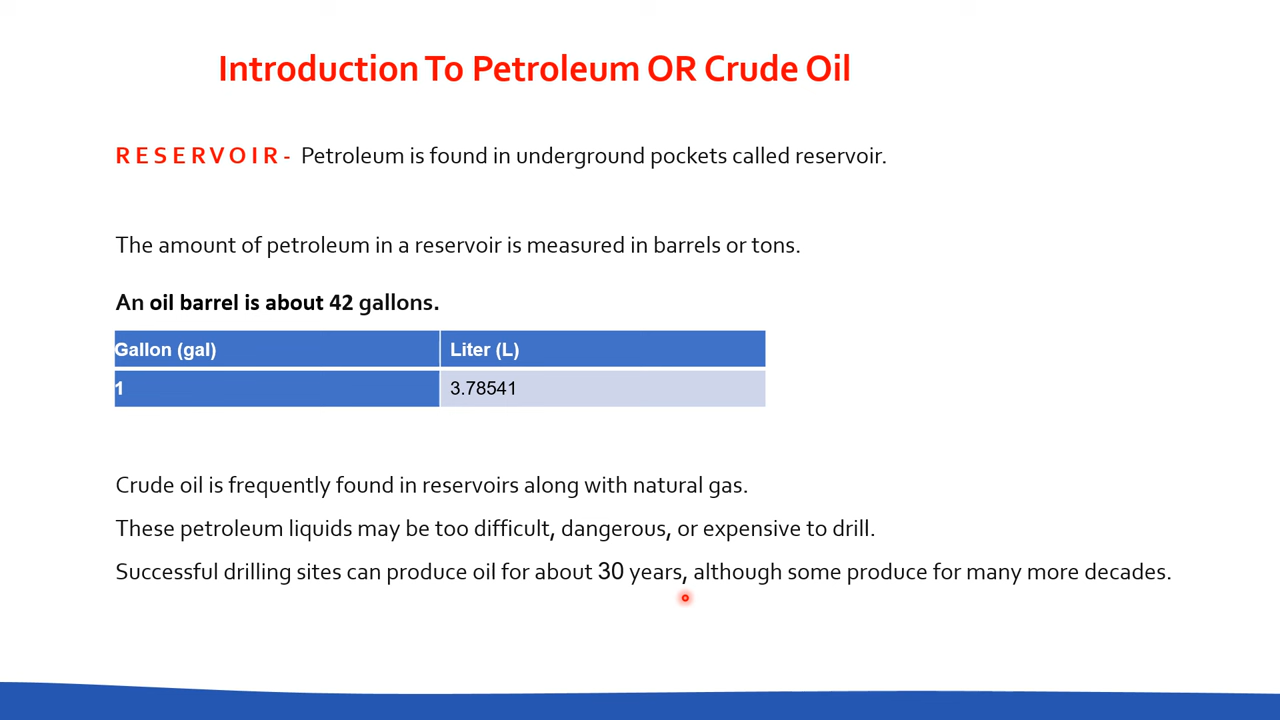 Introduction To Petroleum OR Crude Oil
RESERVOIR- Petroleum is found in underground pockets called reservoir.
The amount of petroleum in a reservoir is measured in barrels or tons.
An oil barrel is about 42 gallons.
Gallon (gal) Liter (L)
1 3.78541
Crude oil is frequently found in reservoirs along with natural gas.
These petroleum liquids may be too difficult, dangerous, or expensive to drill.
Successful drilling sites can produce oil for about 30 years, although some produce for many more decades.